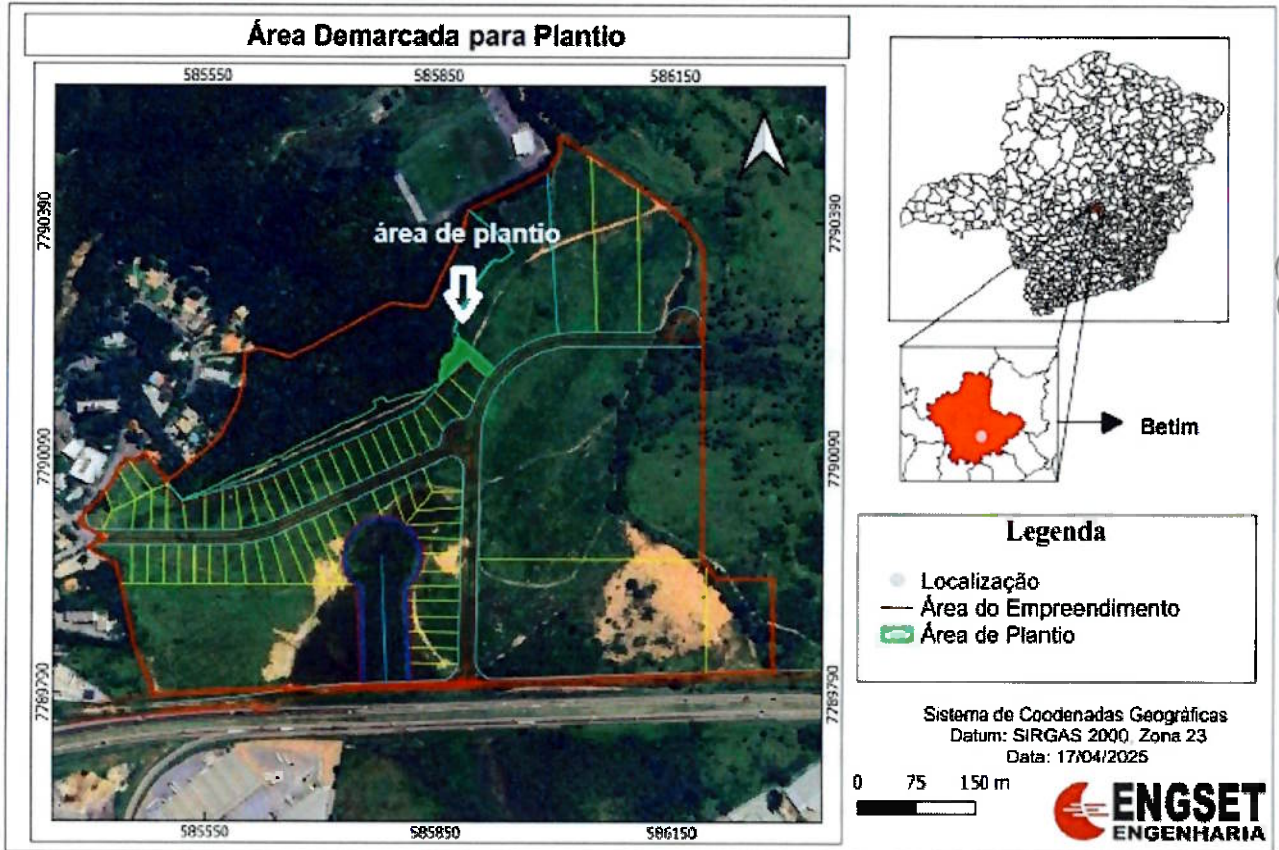 Área Demarcada para Plantio
585550 585850 586150
7790390 7790390
área de plantio
7790090 7790090
7789790 7789790
585550 585850 586150
Betim
Legenda
Localização
Área do Empreendimento
Área de Plantio
Sistema de Coodenadas Geográficas
Datum: SIRGAS 2000, Zona 23
Data: 17/04/2025
0 75 150 m
ENGSET
ENGENHARIA